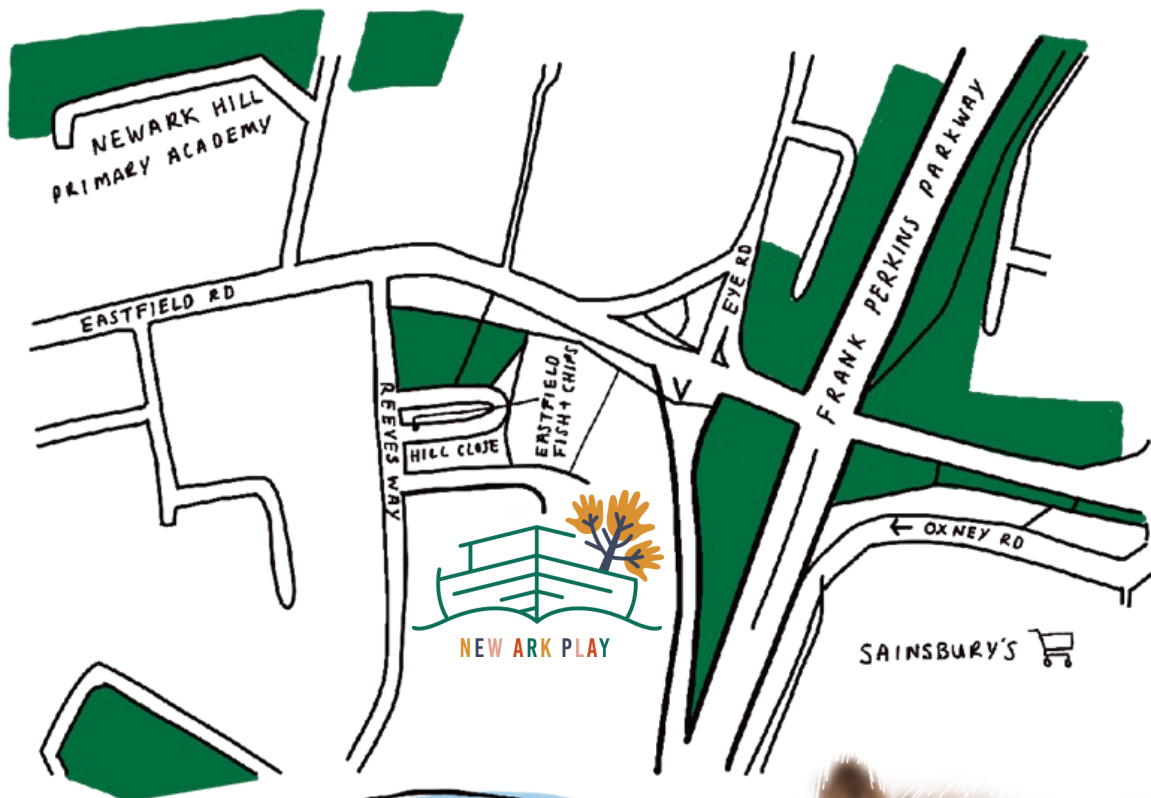 NEWARK HILL
PRIMARY ACADEMY
FRANK PERKINS PARKWAY
EYE RD
EASTFIELD RD
EASTFIELD
FISH + CHIPS
REEVES WAY
HILL CLOSE
← OXNEY RD
NEW ARK PLAY
SAINSBURY'S